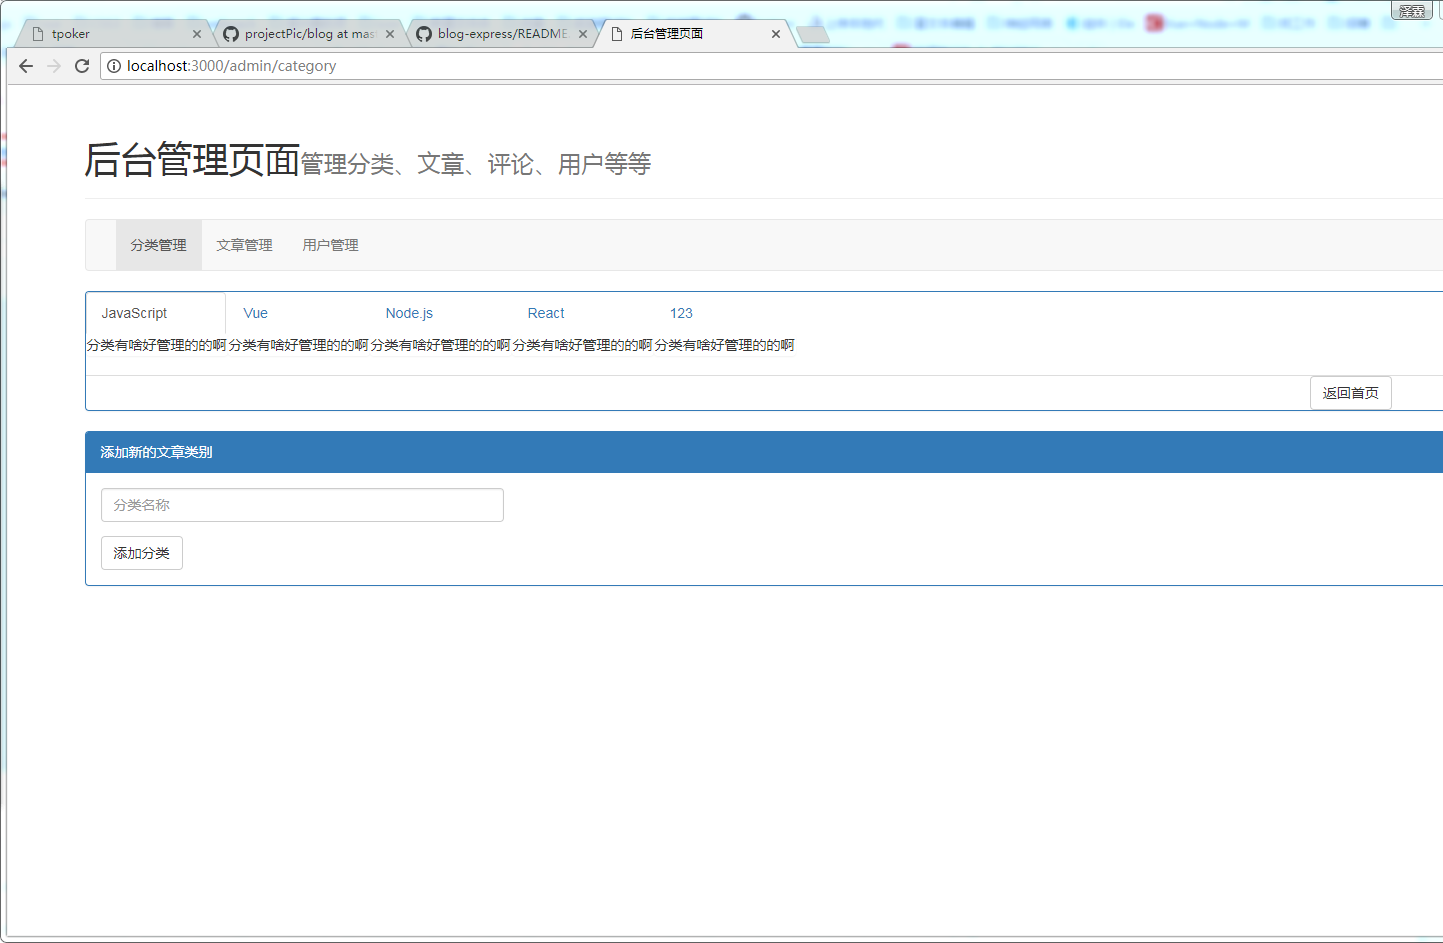 泽霖
tpoker
projectPic/blog at mas
blog-express/README.
后台管理页面
localhost:3000/admin/category
后台管理页面管理分类、文章、评论、用户等等
分类管理 文章管理 用户管理
JavaScript Vue Node.js React 123
分类有啥好管理的的啊 分类有啥好管理的的啊 分类有啥好管理的的啊 分类有啥好管理的的啊 分类有啥好管理的的啊
返回首页
添加新的文章类别
分类名称
添加分类